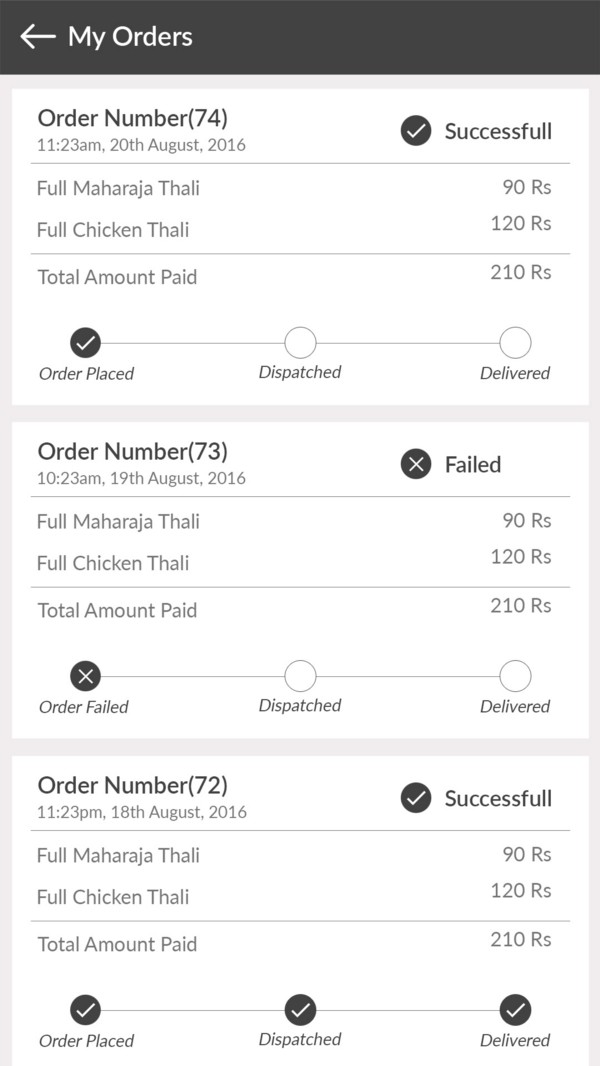 My Orders
Order Number(74)
11:23am, 20th August, 2016
Successfull
Full Maharaja Thali 90 Rs
Full Chicken Thali 120 Rs
Total Amount Paid 210 Rs
Order Placed Dispatched Delivered
Order Number(73)
10:23am, 19th August, 2016
Failed
Full Maharaja Thali 90 Rs
Full Chicken Thali 120 Rs
Total Amount Paid 210 Rs
Order Failed Dispatched Delivered
Order Number(72)
11:23pm, 18th August, 2016
Successfull
Full Maharaja Thali 90 Rs
Full Chicken Thali 120 Rs
Total Amount Paid 210 Rs
Order Placed Dispatched Delivered